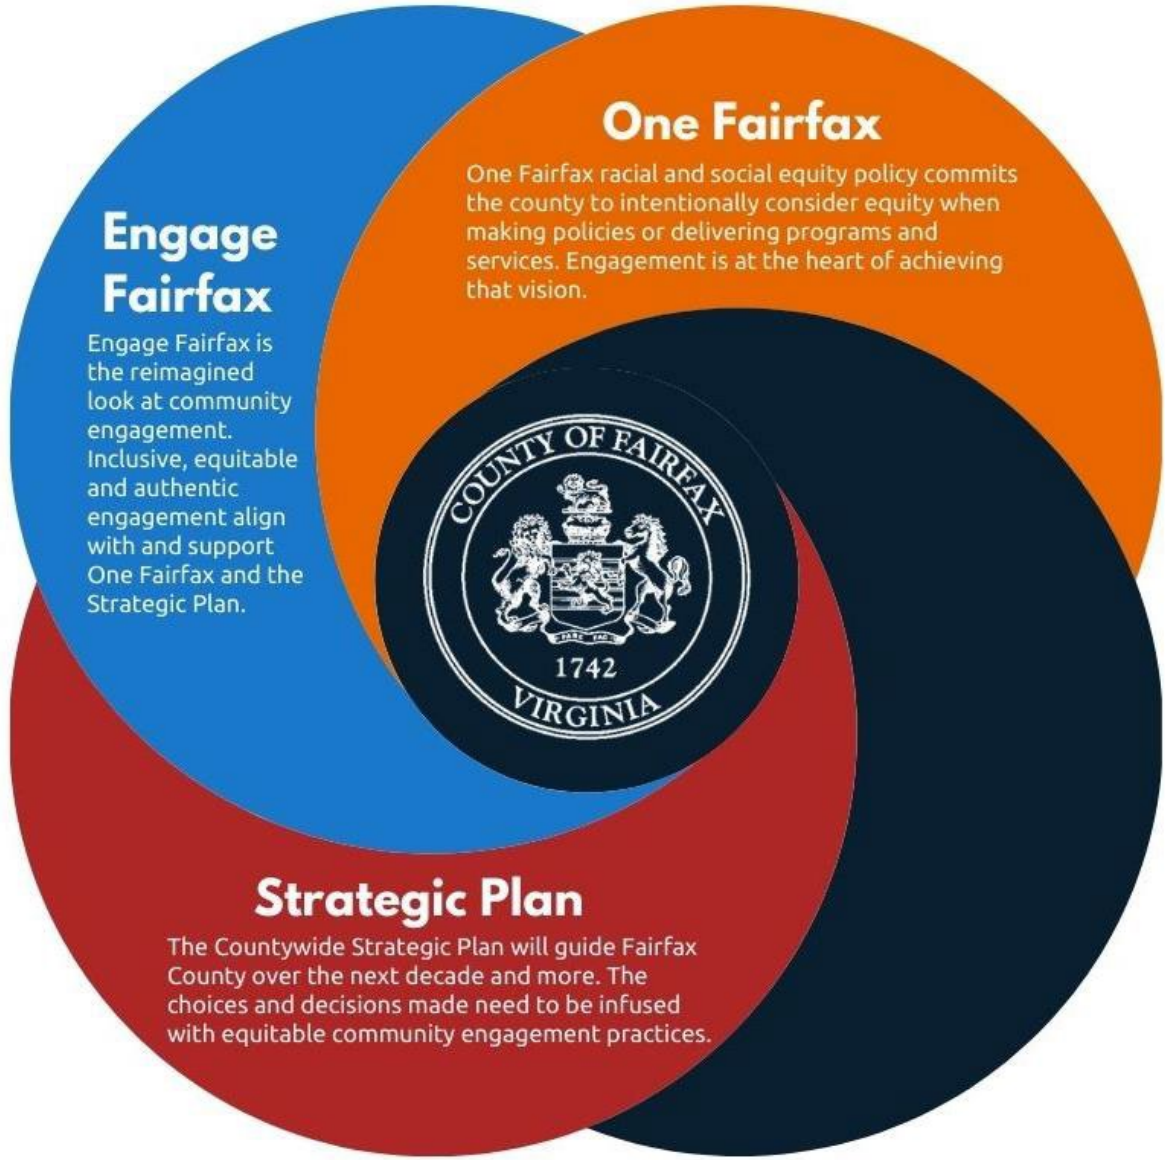 One Fairfax
One Fairfax racial and social equity policy commits
the county to intentionally consider equity when
making policies or delivering programs and
services. Engagement is at the heart of achieving
that vision.
Engage
Fairfax
Engage Fairfax is
the reimagined
look at community
engagement.
Inclusive, equitable
and authentic
engagement align
with and support
One Fairfax and the
Strategic Plan.
COUNTY OF FAIRFAX
1742
VIRGINIA
Strategic Plan
The Countywide Strategic Plan will guide Fairfax
County over the next decade and more. The
choices and decisions made need to be infused
with equitable community engagement practices.